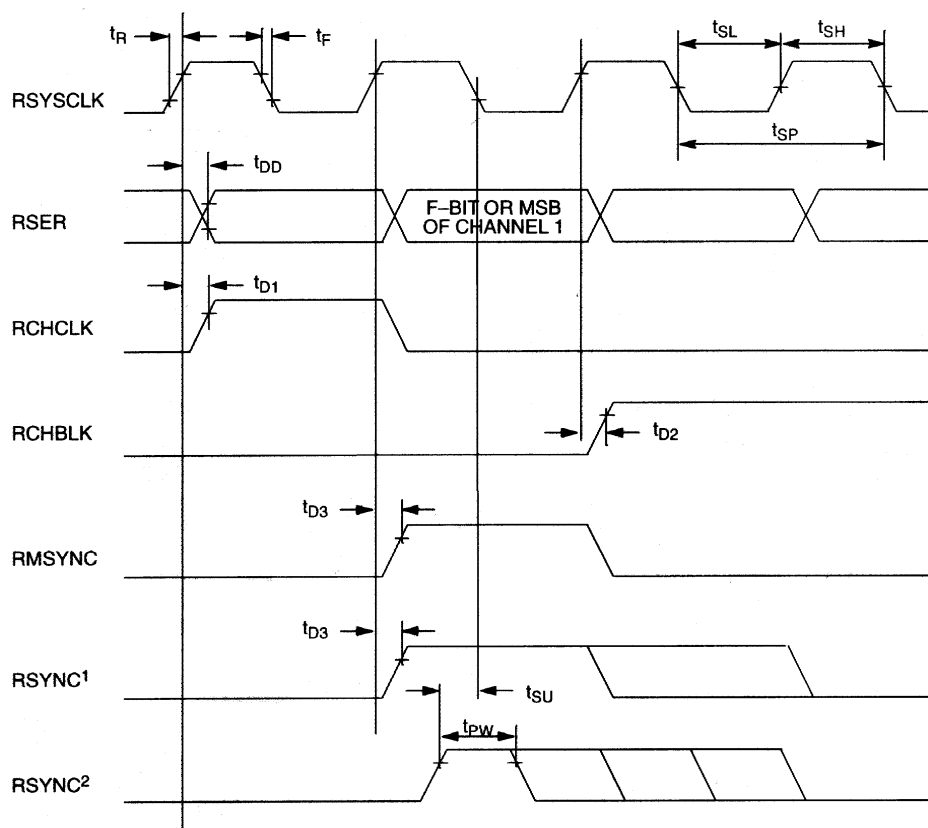 tR
tF
tSL
tSH
RSYSCLK
tSP
tDD
RSER
F–BIT OR MSB
OF CHANNEL 1
tD1
RCHCLK
RCHBLK
tD2
tD3
RMSYNC
tD3
RSYNC1
tSU
tPW
RSYNC2